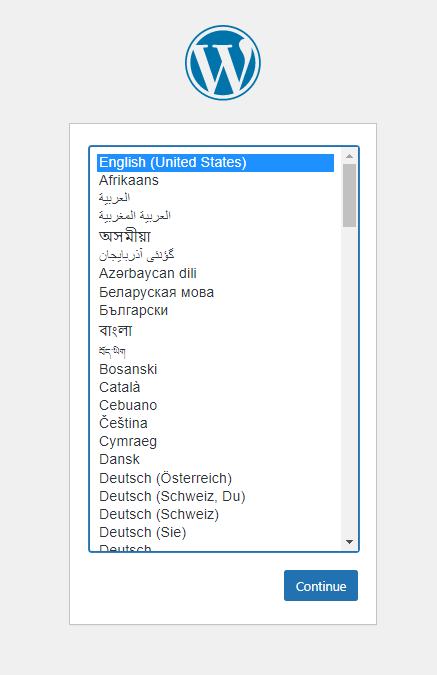 English (United States)
Afrikaans
العربية
العربية المغربية
অসমীয়া
گؤنئی آذربایجان
Azərbaycan dili
Беларуская мова
Български
বাংলা
བོད་ཡིག
Bosanski
Català
Cebuano
Čeština
Cymraeg
Dansk
Deutsch (Österreich)
Deutsch (Schweiz, Du)
Deutsch (Schweiz)
Deutsch (Sie)
Deutsch
Continue